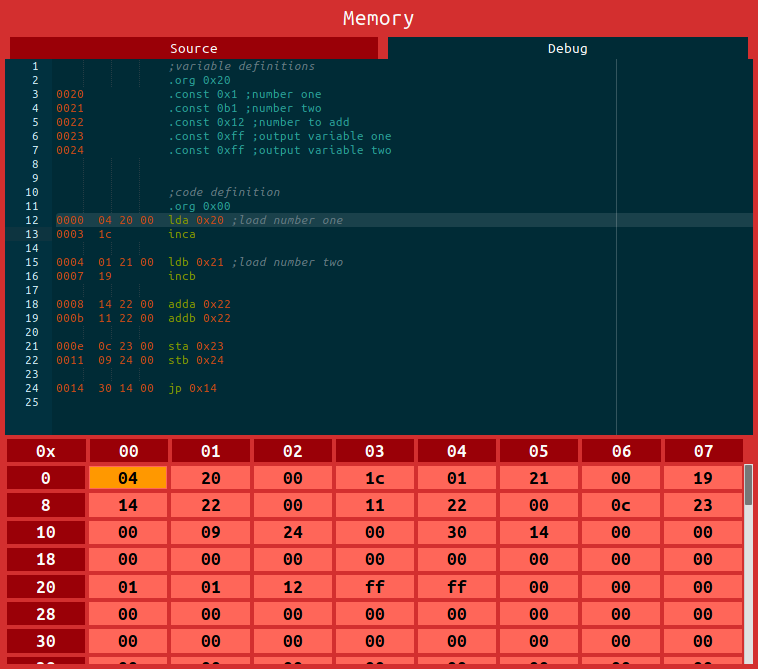 Memory
Source Debug
1 ;variable definitions
2 .org 0x20
3 0020 .const 0x1 ;number one
4 0021 .const 0b1 ;number two
5 0022 .const 0x12 ;number to add
6 0023 .const 0xff ;output variable one
7 0024 .const 0xff ;output variable two
8
9
10 ;code definition
11 .org 0x00
12 0000 04 20 00 lda 0x20 ;load number one
13 0003 1c inca
14
15 0004 01 21 00 ldb 0x21 ;load number two
16 0007 19 incb
17
18 0008 14 22 00 adda 0x22
19 000b 11 22 00 addb 0x22
20
21 000e 0c 23 00 sta 0x23
22 0011 09 24 00 stb 0x24
23
24 0014 30 14 00 jp 0x14
25
0x 00 01 02 03 04 05 06 07
0 04 20 00 1c 01 21 00 19
8 14 22 00 11 22 00 0c 23
10 00 09 24 00 30 14 00 00
18 00 00 00 00 00 00 00 00
20 01 01 12 ff ff 00 00 00
28 00 00 00 00 00 00 00 00
30 00 00 00 00 00 00 00 00